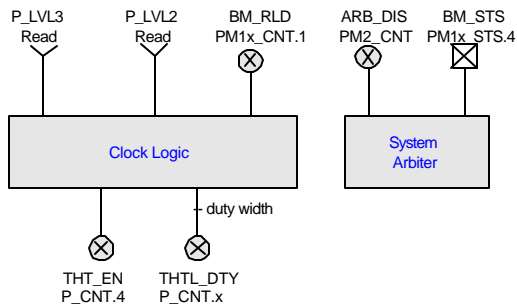 P_LVL3
Read
P_LVL2
Read
BM_RLD
PM1x_CNT.1
ARB_DIS
PM2_CNT
BM_STS
PM1x_STS.4
Clock Logic
System
Arbiter
duty width
THT_EN
P_CNT.4
THTL_DTY
P_CNT.x